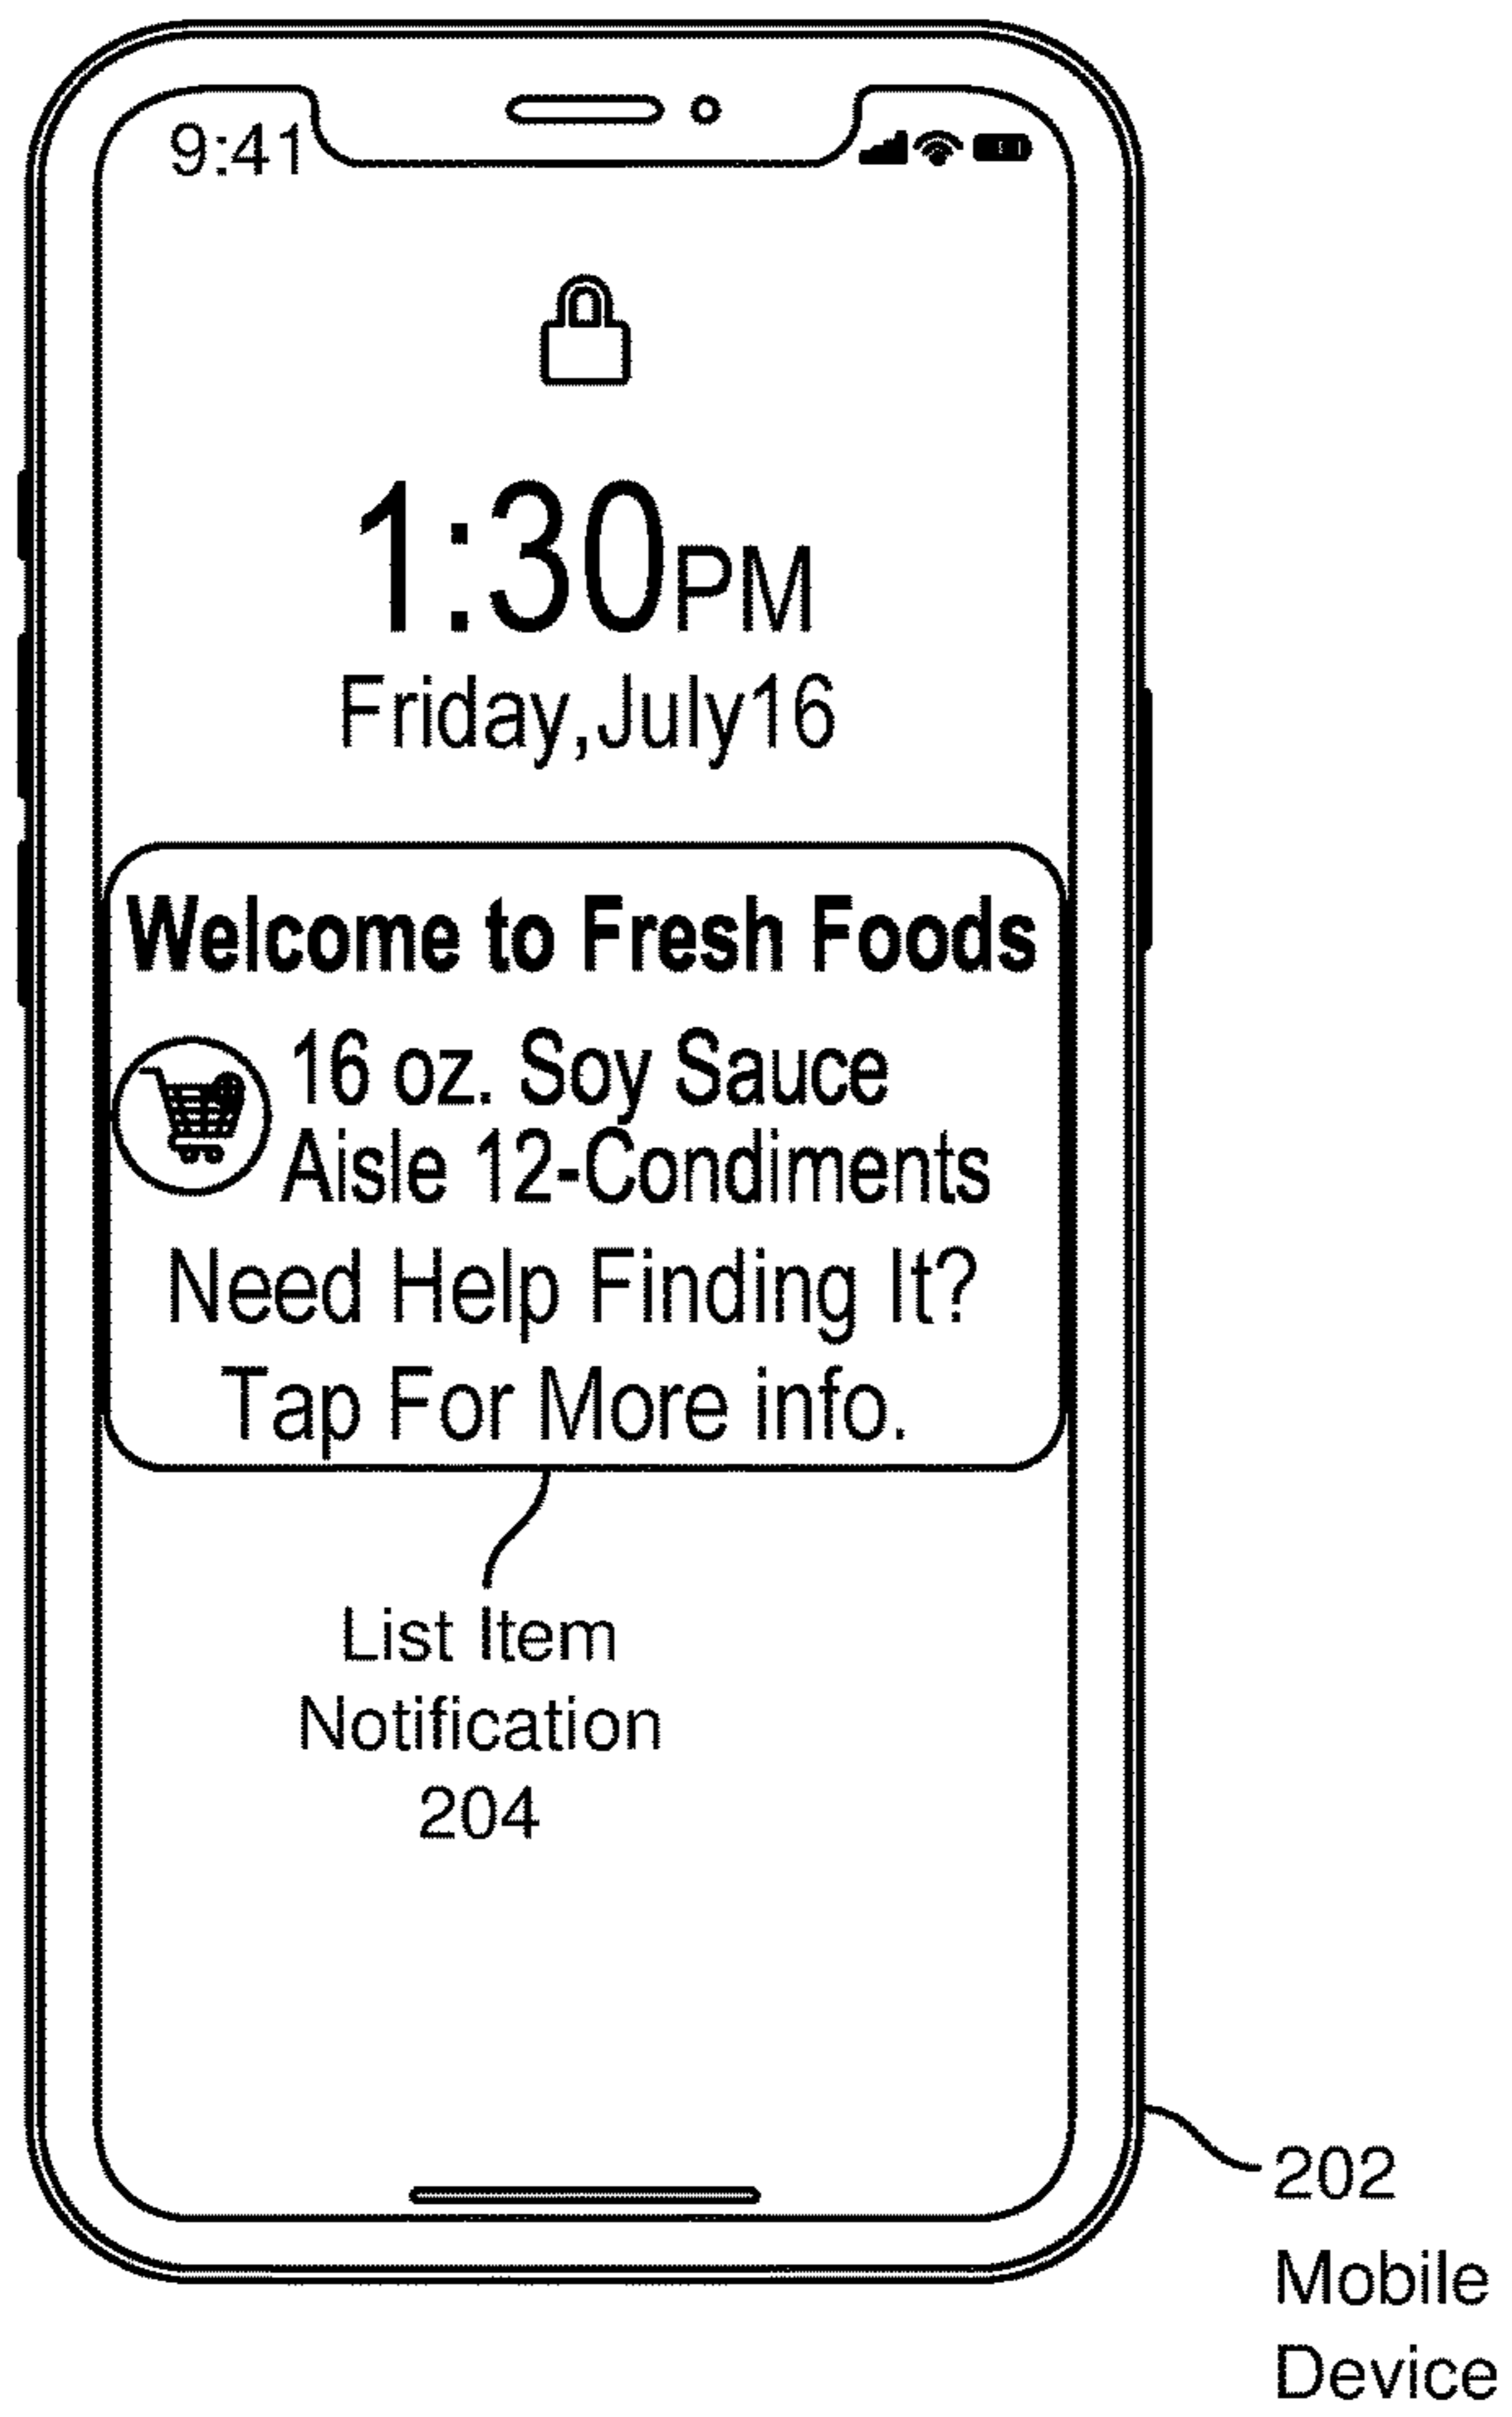 9:41
1:30PM
Friday,July16
Welcome to Fresh Foods
16 oz. Soy Sauce
Aisle 12-Condiments
Need Help Finding It?
Tap For More info.
List Item
Notification
204
202
Mobile
Device